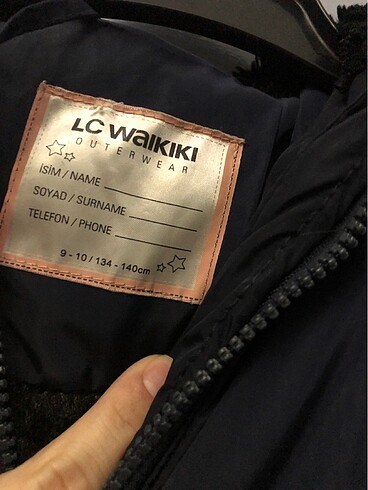 LC WAIKIKI
OUTERWEAR
İSİM / NAME
SOYAD / SURNAME
TELEFON / PHONE
9 - 10 / 134 - 140cm